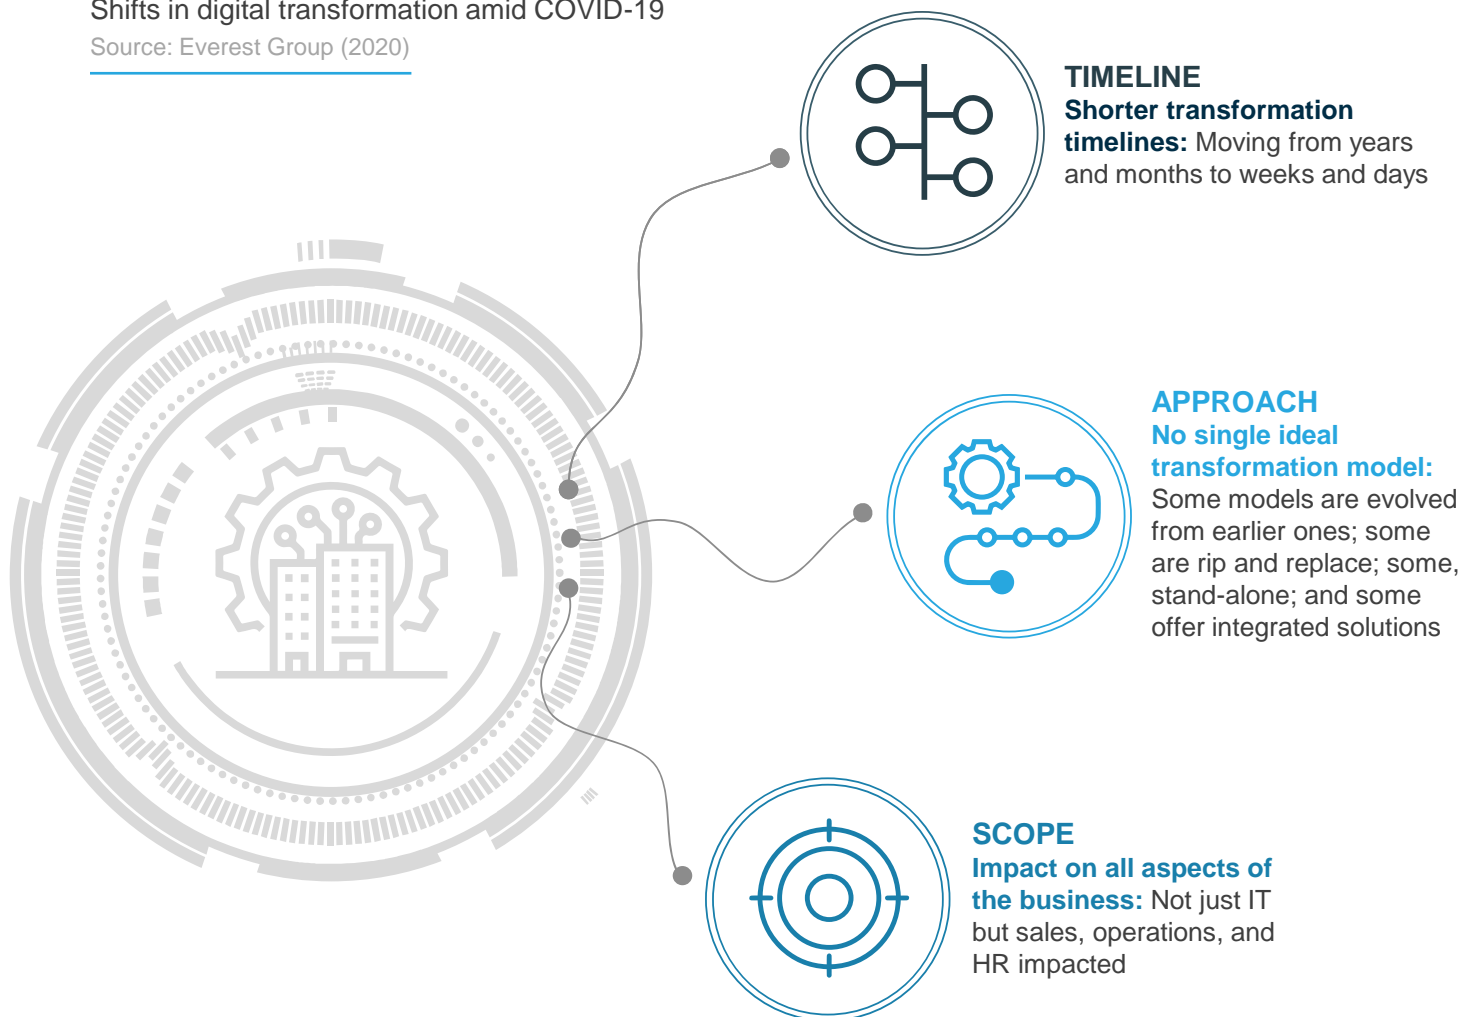 Shifts in digital transformation amid COVID-19
Source: Everest Group (2020)
TIMELINE
Shorter transformation
timelines: Moving from years
and months to weeks and days
APPROACH
No single ideal
transformation model:
Some models are evolved
from earlier ones; some
are rip and replace; some,
stand-alone; and some
offer integrated solutions
SCOPE
Impact on all aspects of
the business: Not just IT
but sales, operations, and
HR impacted